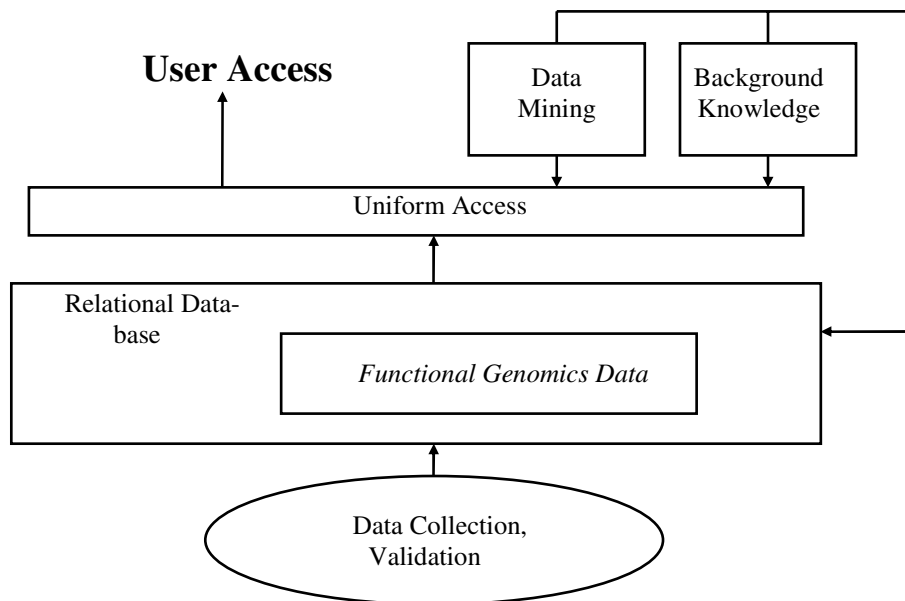 User Access
Data
Mining
Background
Knowledge
Uniform Access
Relational Data-
base
Functional Genomics Data
Data Collection,
Validation